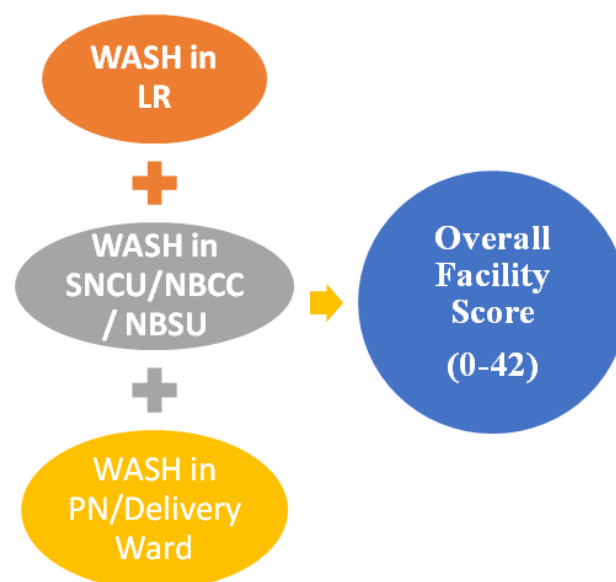 WASH in
LR
WASH in
SNCU/NBCC
/ NBSU
WASH in
PN/Delivery
Ward
Overall
Facility
Score
(0-42)